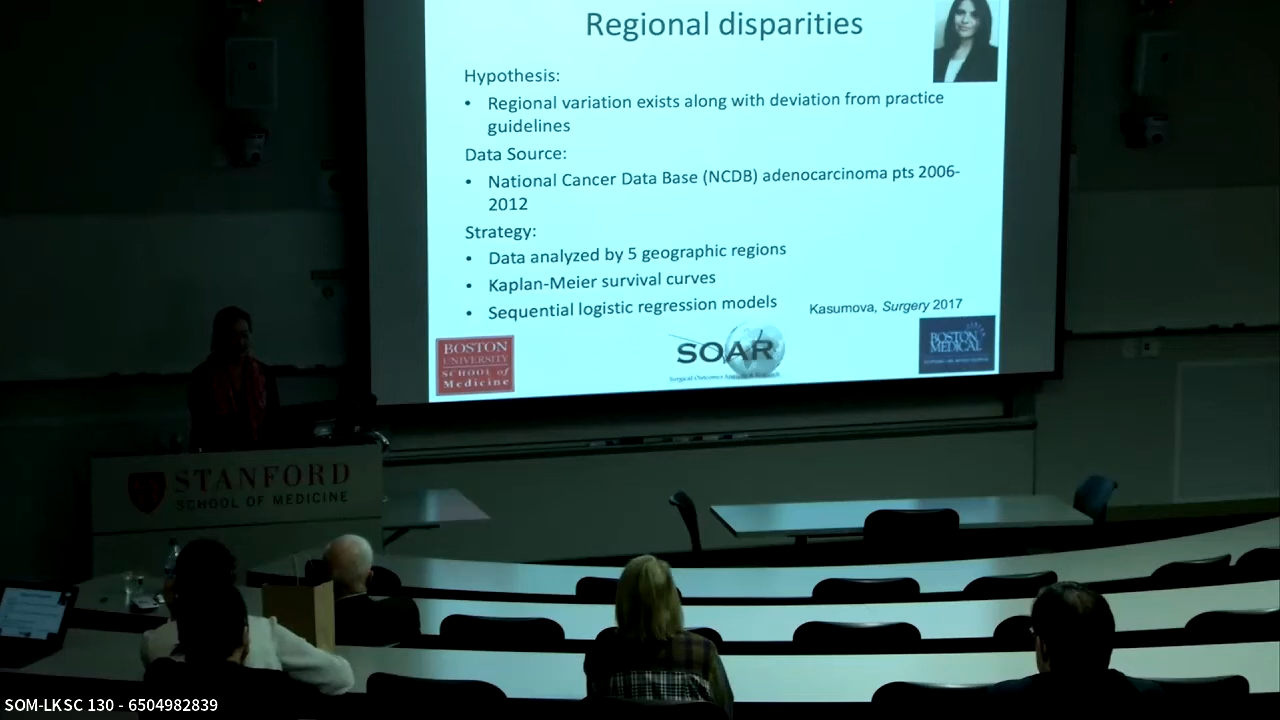 Regional disparities
Hypothesis:
• Regional variation exists along with deviation from practice
guidelines
Data Source:
• National Cancer Data Base (NCDB) adenocarcinoma pts 2006-
2012
Strategy:
• Data analyzed by 5 geographic regions
• Kaplan-Meier survival curves
• Sequential logistic regression models
Kasumova, Surgery 2017
BOSTON
UNIVERSITY
SCHOOL of
Medicine
SOAR
Surgical Outcomes
BOSTON
MEDICAL
STANFORD
SCHOOL OF MEDICINE
SOM-LKSC 130 - 6504982839